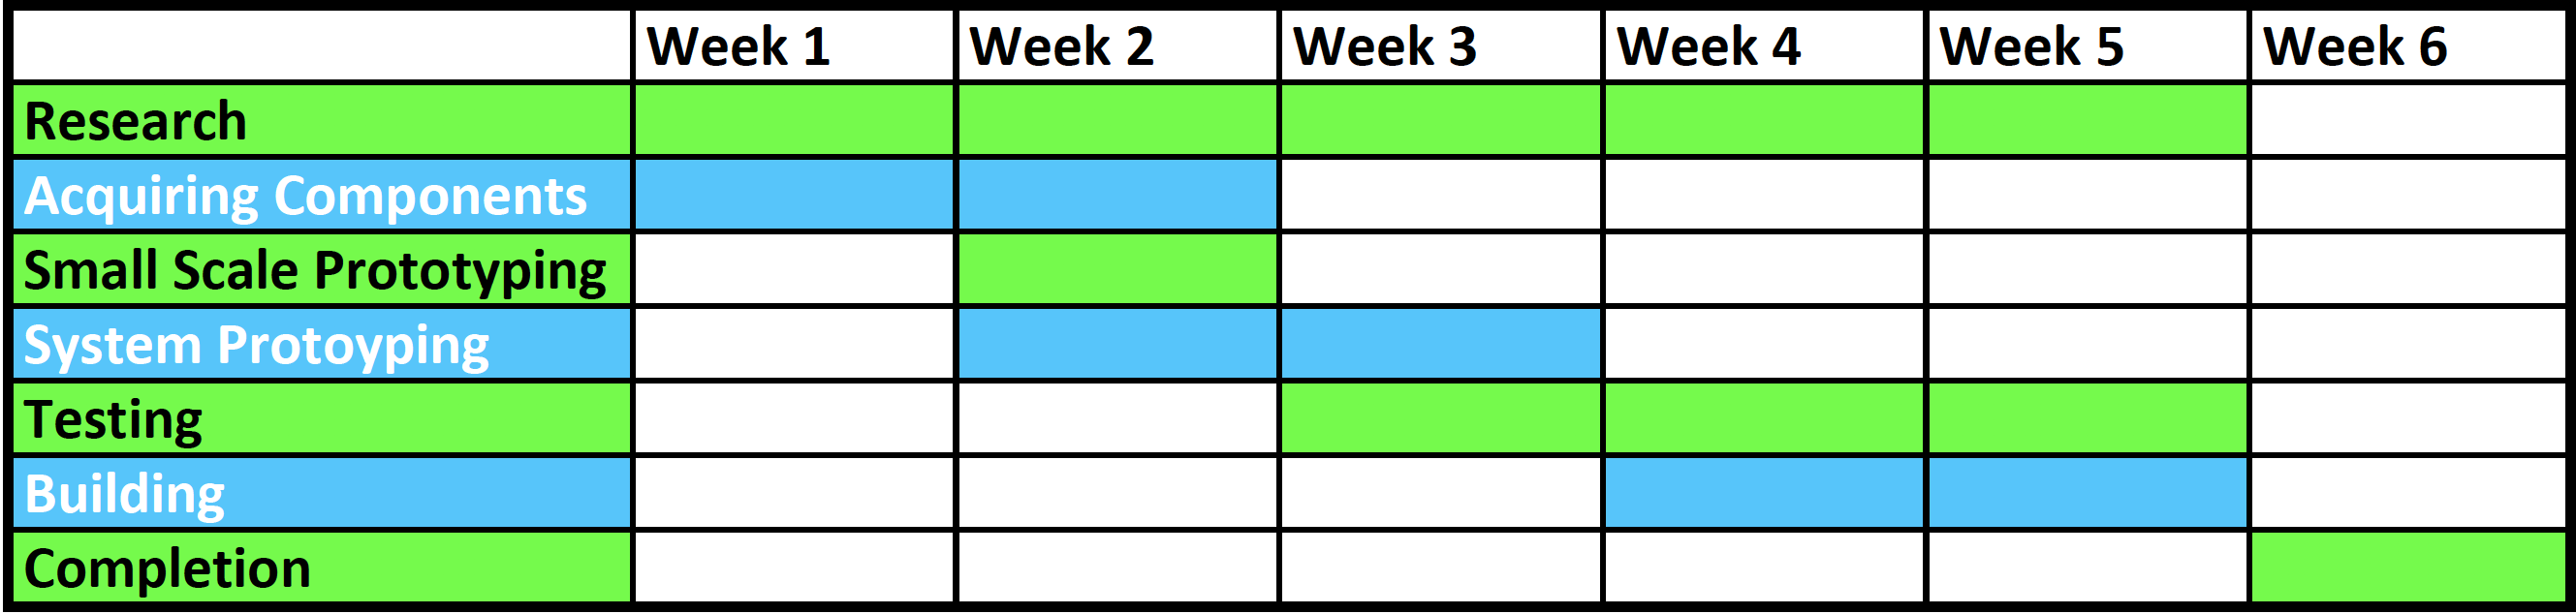 Week 1 Week 2 Week 3 Week 4 Week 5 Week 6
Research
Acquiring Components
Small Scale Prototyping
System Protoyping
Testing
Building
Completion